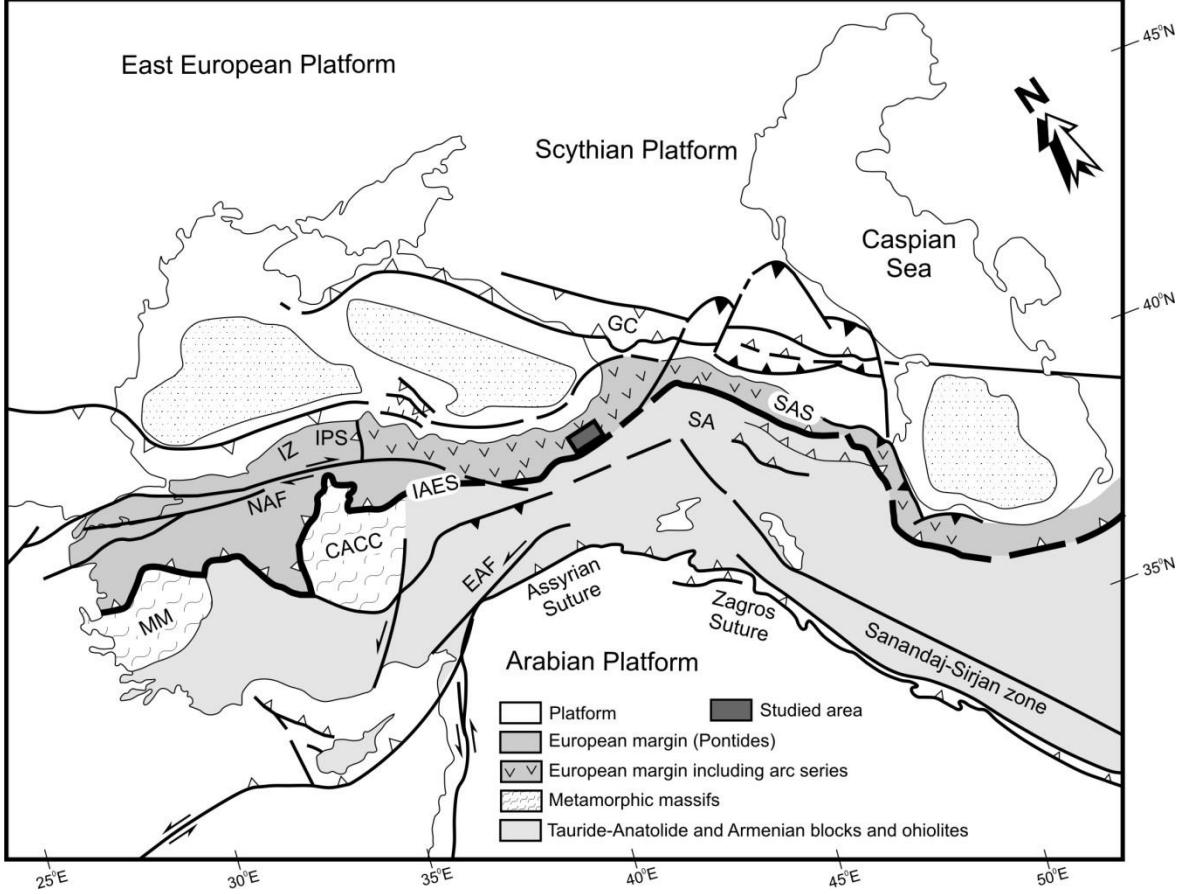 East European Platform
Scythian Platform
N
45°N
Caspian
Sea
40°N
GC
SAS
SA
IZ
IPS
NAF
IAES
CACC
EAF
MM
Assyrian
Suture
Zagros
Suture
Sanandaj-Sirjan zone
35°N
Arabian Platform
Platform
Studied area
European margin (Pontides)
European margin including arc series
Metamorphic massifs
Tauride-Anatolide and Armenian blocks and ohiolites
25°E
30°E
35°E
40°E
45°E
50°E